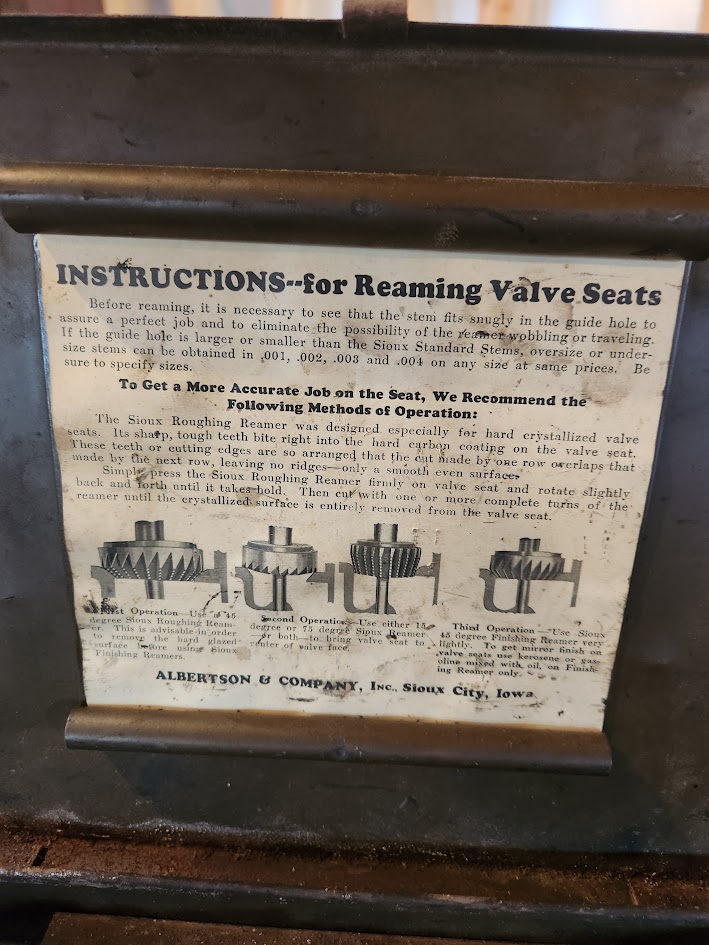 INSTRUCTIONS--for Reaming Valve Seats
Before reaming, it is necessary to see that the stem fits snugly in the guide hole to
assure a perfect job and to eliminate the possibility of the reamer wobbling or traveling.
If the guide hole is larger or smaller than the Sioux Standard Stems, oversize or under-
size stems can be obtained in .001, .002, .003 and .004 on any size at same prices. Be
sure to specify sizes.
To Get a More Accurate Job on the Seat, We Recommend the
Following Methods of Operation:
The Sioux Roughing Reamer was designed especially for hard crystallized valve
seats. Its sharp, tough teeth bite right into the hard carbon coating on the valve seat.
These teeth or cutting edges are so arranged that the cut made by one row overlaps that
made by the next row, leaving no ridges—only a smooth even surface.
Simply press the Sioux Roughing Reamer firmly on valve seat and rotate slightly
back and forth until it takes hold. Then cut with one or more complete turns of the
reamer until the crystallized surface is entirely removed from the valve seat.
First Operation—Use a 45
degree Sioux Roughing Ream-
er. This is advisable in order
to remove the hard glazed
surface before using Sioux
Finishing Reamers.
Second Operation—Use either 15
degree or 75 degree Sioux Reamer
or both—to bring valve seat to
center of valve face.
Third Operation—Use Sioux
45 degree Finishing Reamer very
lightly. To get mirror finish on
valve seats use kerosene or gas-
oline mixed with oil, on Finish-
ing Reamer only.
ALBERTSON & COMPANY, Inc. Sioux City, Iowa